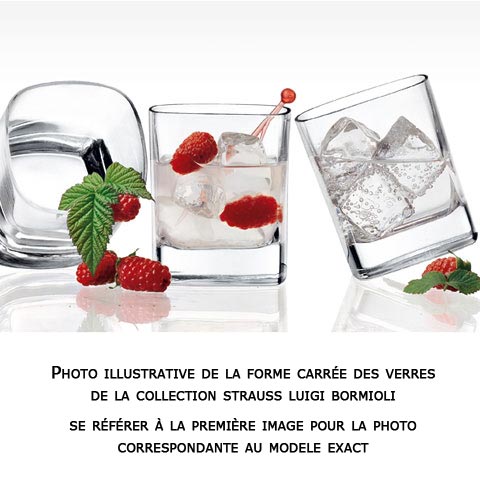 Photo illustrative de la forme carrée des verres
de la collection strauss luigi bormioli
se référer à la première image pour la photo
correspondante au modele exact